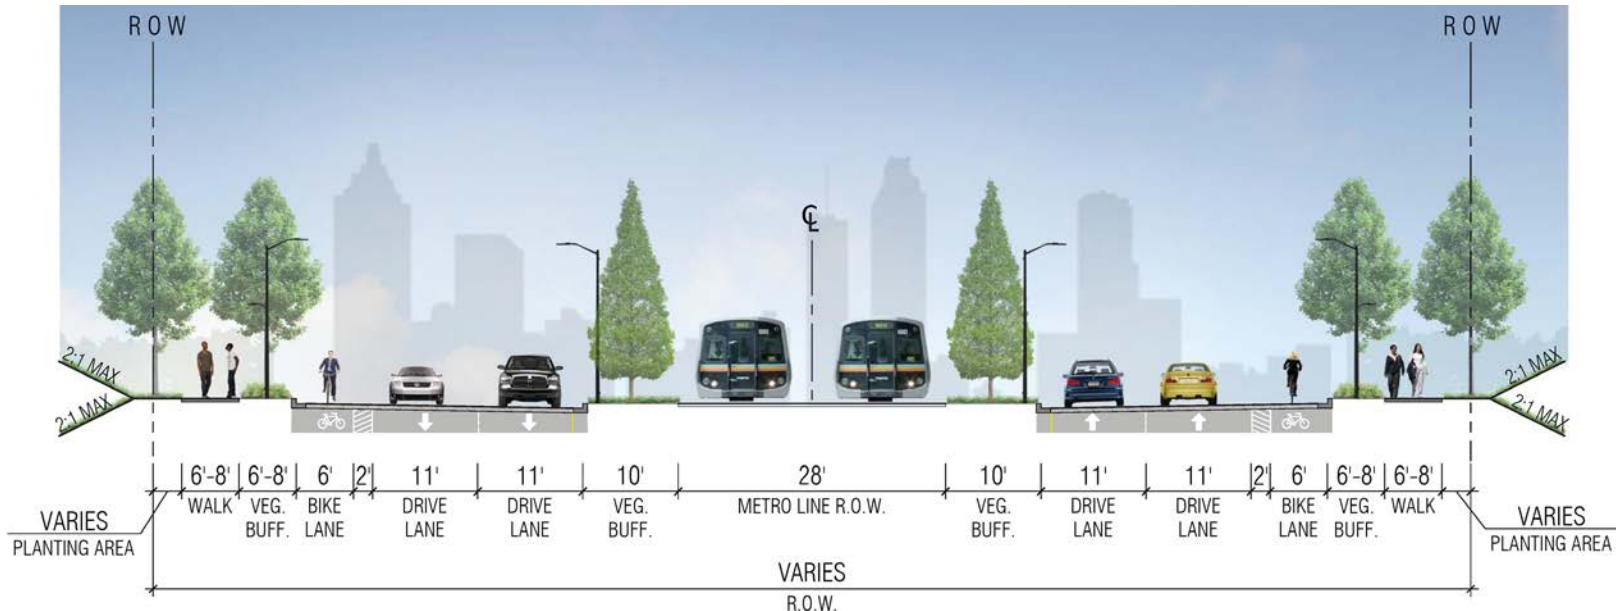 R O W
R O W
℄
2:1 MAX
2:1 MAX
2:1 MAX
2:1 MAX
6'-8' 6'-8' 6' 2' 11' 11' 10' 28' 10' 11' 11' 2' 6' 6'-8' 6'-8'
WALK VEG. BUFF. BIKE LANE DRIVE LANE DRIVE LANE VEG. BUFF. METRO LINE R.O.W. VEG. BUFF. DRIVE LANE DRIVE LANE BIKE LANE VEG. BUFF. WALK
VARIES
PLANTING AREA
VARIES
PLANTING AREA
VARIES
R.O.W.